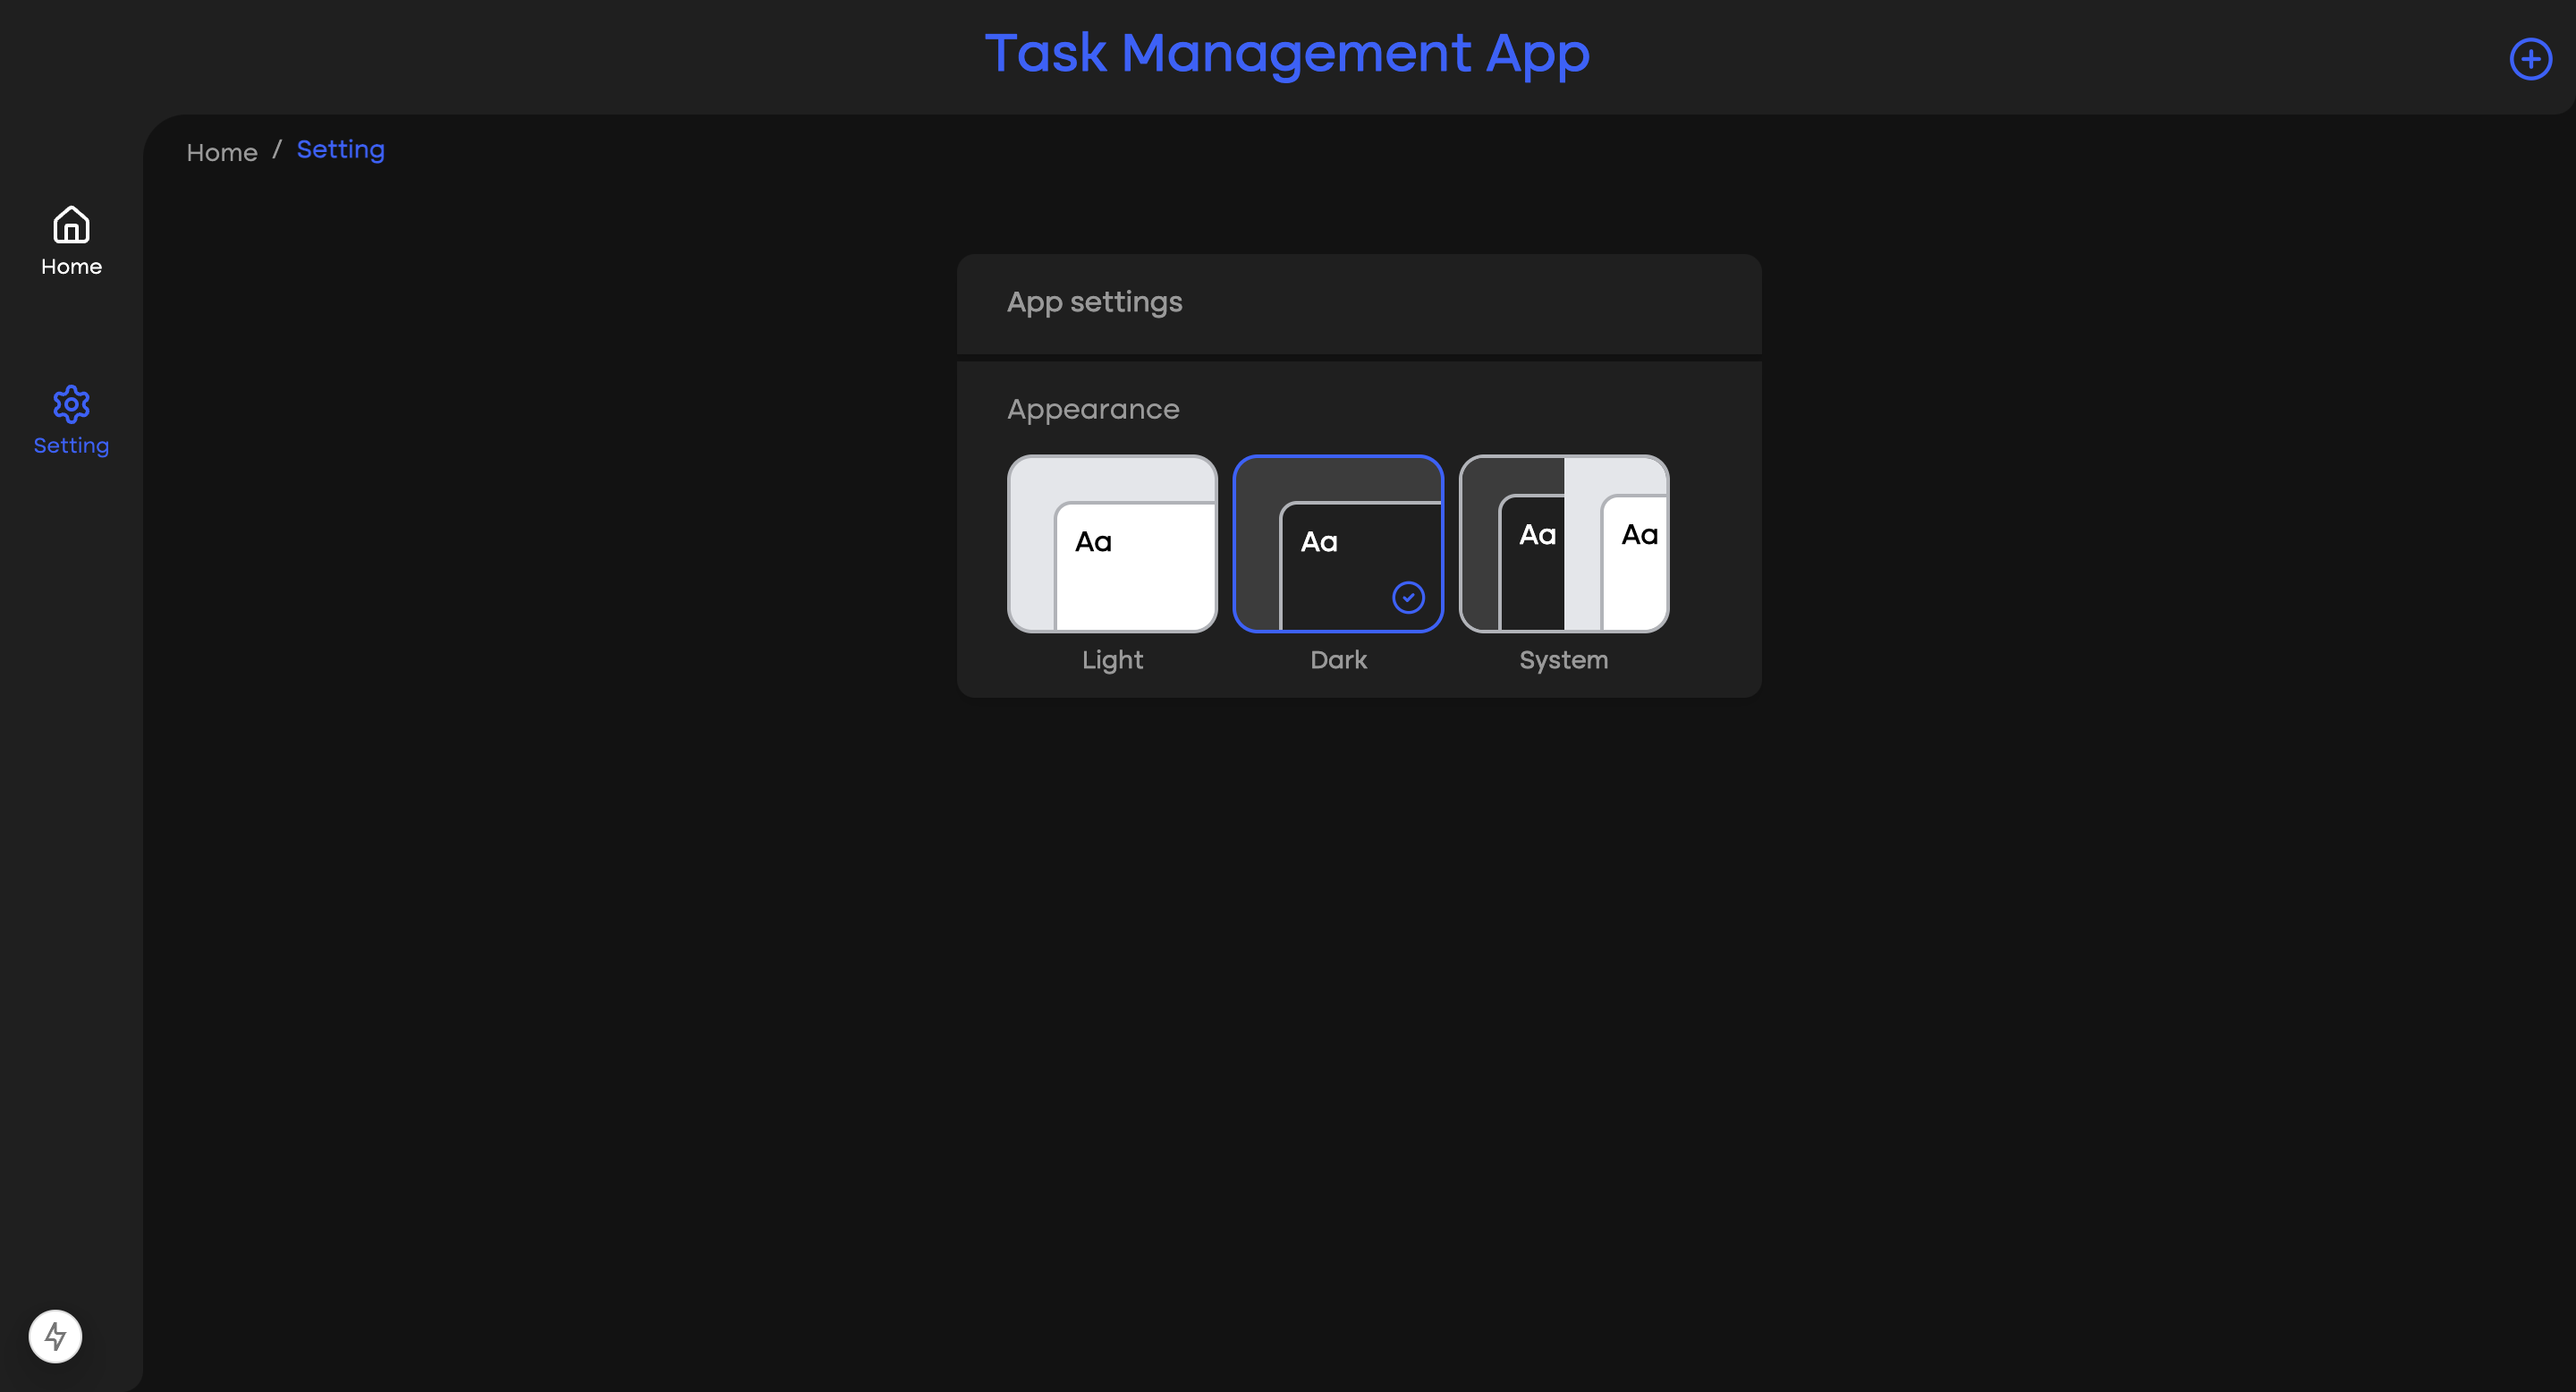 Task Management App
Home / Setting
Home
Setting
App settings
Appearance
Aa Aa Aa Aa
Light Dark System